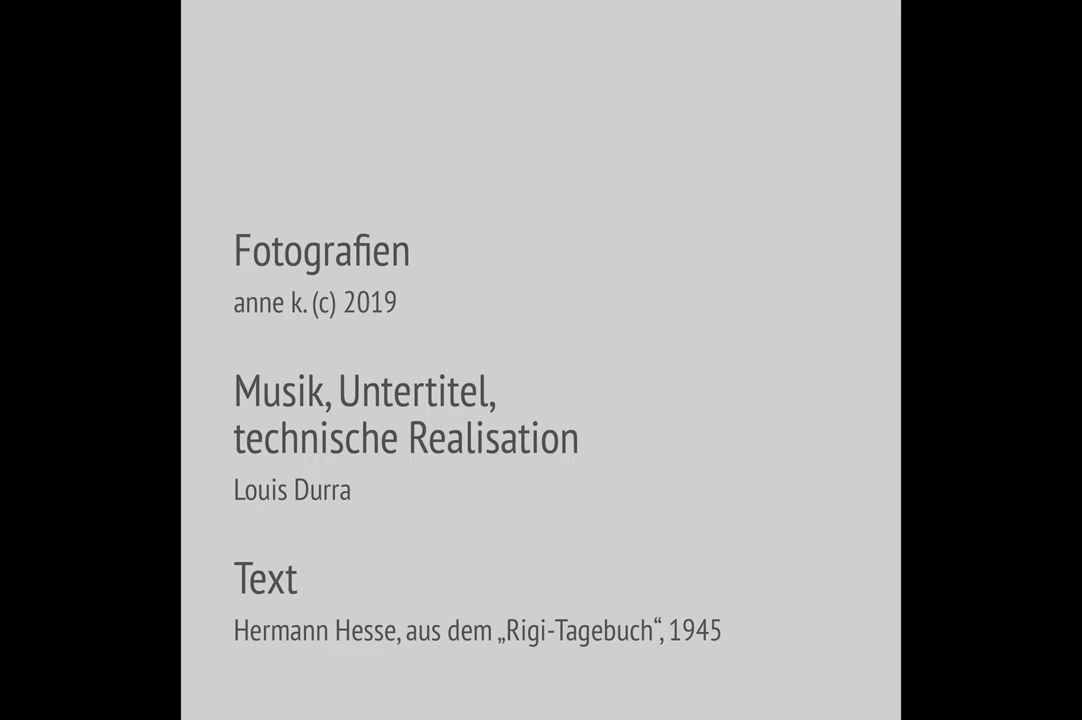 Fotografien
anne k. (c) 2019
Musik, Untertitel,
technische Realisation
Louis Durra
Text
Hermann Hesse, aus dem „Rigi-Tagebuch“, 1945